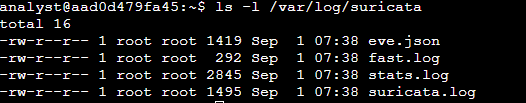 analyst@aad0d479fa45:~$ ls -l /var/log/suricata
total 16
-rw-r--r-- 1 root root 1419 Sep  1 07:38 eve.json
-rw-r--r-- 1 root root  292 Sep  1 07:38 fast.log
-rw-r--r-- 1 root root 2845 Sep  1 07:38 stats.log
-rw-r--r-- 1 root root 1495 Sep  1 07:38 suricata.log